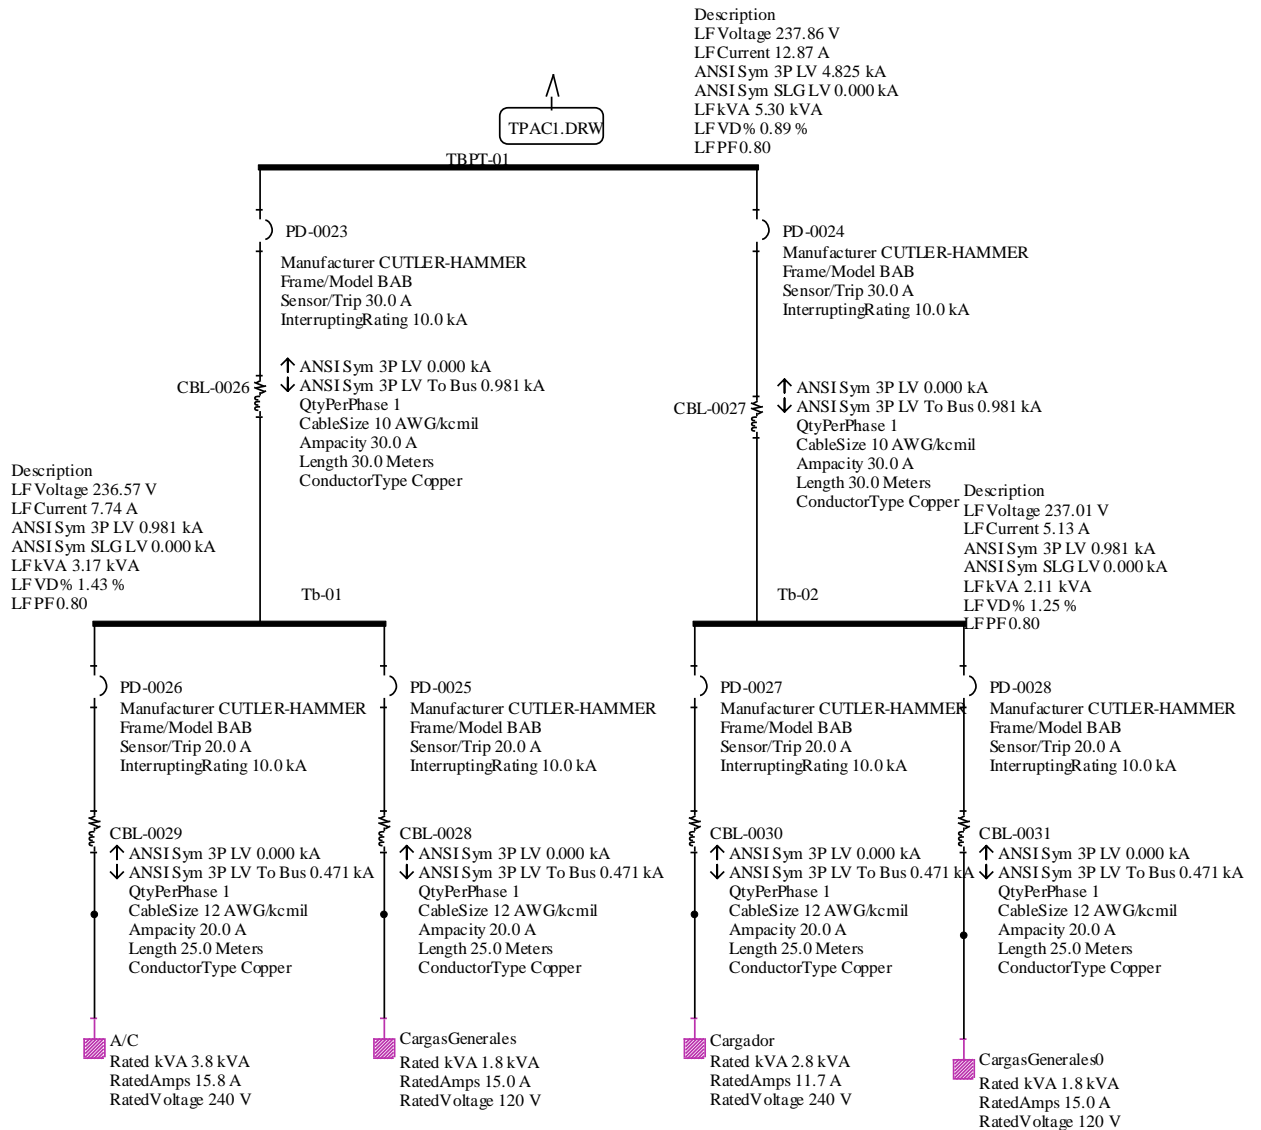 Description
LF Voltage 237.86 V
LF Current 12.87 A
ANSI Sym 3P LV 4.825 kA
ANSI Sym SLG LV 0.000 kA
LF kVA 5.30 kVA
LF VD% 0.89 %
LF PF 0.80
TPAC1.DRW
TBPT-01
PD-0023
Manufacturer CUTLER-HAMMER
Frame/Model BAB
Sensor/Trip 30.0 A
InterruptingRating 10.0 kA
PD-0024
Manufacturer CUTLER-HAMMER
Frame/Model BAB
Sensor/Trip 30.0 A
InterruptingRating 10.0 kA
CBL-0026
↑ ANSI Sym 3P LV 0.000 kA
↓ ANSI Sym 3P LV To Bus 0.981 kA
QtyPerPhase 1
CableSize 10 AWG/kcmil
Ampacity 30.0 A
Length 30.0 Meters
ConductorType Copper
CBL-0027
↑ ANSI Sym 3P LV 0.000 kA
↓ ANSI Sym 3P LV To Bus 0.981 kA
QtyPerPhase 1
CableSize 10 AWG/kcmil
Ampacity 30.0 A
Length 30.0 Meters
ConductorType Copper
Description
LF Voltage 236.57 V
LF Current 7.74 A
ANSI Sym 3P LV 0.981 kA
ANSI Sym SLG LV 0.000 kA
LF kVA 3.17 kVA
LF VD% 1.43 %
LF PF 0.80
Tb-01
Description
LF Voltage 237.01 V
LF Current 5.13 A
ANSI Sym 3P LV 0.981 kA
ANSI Sym SLG LV 0.000 kA
LF kVA 2.11 kVA
LF VD% 1.25 %
LF PF 0.80
Tb-02
PD-0026
Manufacturer CUTLER-HAMMER
Frame/Model BAB
Sensor/Trip 20.0 A
InterruptingRating 10.0 kA
PD-0025
Manufacturer CUTLER-HAMMER
Frame/Model BAB
Sensor/Trip 20.0 A
InterruptingRating 10.0 kA
PD-0027
Manufacturer CUTLER-HAMMER
Frame/Model BAB
Sensor/Trip 20.0 A
InterruptingRating 10.0 kA
PD-0028
Manufacturer CUTLER-HAMMER
Frame/Model BAB
Sensor/Trip 20.0 A
InterruptingRating 10.0 kA
CBL-0029
↑ ANSI Sym 3P LV 0.000 kA
↓ ANSI Sym 3P LV To Bus 0.471 kA
QtyPerPhase 1
CableSize 12 AWG/kcmil
Ampacity 20.0 A
Length 25.0 Meters
ConductorType Copper
CBL-0028
↑ ANSI Sym 3P LV 0.000 kA
↓ ANSI Sym 3P LV To Bus 0.471 kA
QtyPerPhase 1
CableSize 12 AWG/kcmil
Ampacity 20.0 A
Length 25.0 Meters
ConductorType Copper
CBL-0030
↑ ANSI Sym 3P LV 0.000 kA
↓ ANSI Sym 3P LV To Bus 0.471 kA
QtyPerPhase 1
CableSize 12 AWG/kcmil
Ampacity 20.0 A
Length 25.0 Meters
ConductorType Copper
CBL-0031
↑ ANSI Sym 3P LV 0.000 kA
↓ ANSI Sym 3P LV To Bus 0.471 kA
QtyPerPhase 1
CableSize 12 AWG/kcmil
Ampacity 20.0 A
Length 25.0 Meters
ConductorType Copper
A/C
Rated kVA 3.8 kVA
RatedAmps 15.8 A
RatedVoltage 240 V
CargasGenerales
Rated kVA 1.8 kVA
RatedAmps 15.0 A
RatedVoltage 120 V
Cargador
Rated kVA 2.8 kVA
RatedAmps 11.7 A
RatedVoltage 240 V
CargasGenerales0
Rated kVA 1.8 kVA
RatedAmps 15.0 A
RatedVoltage 120 V